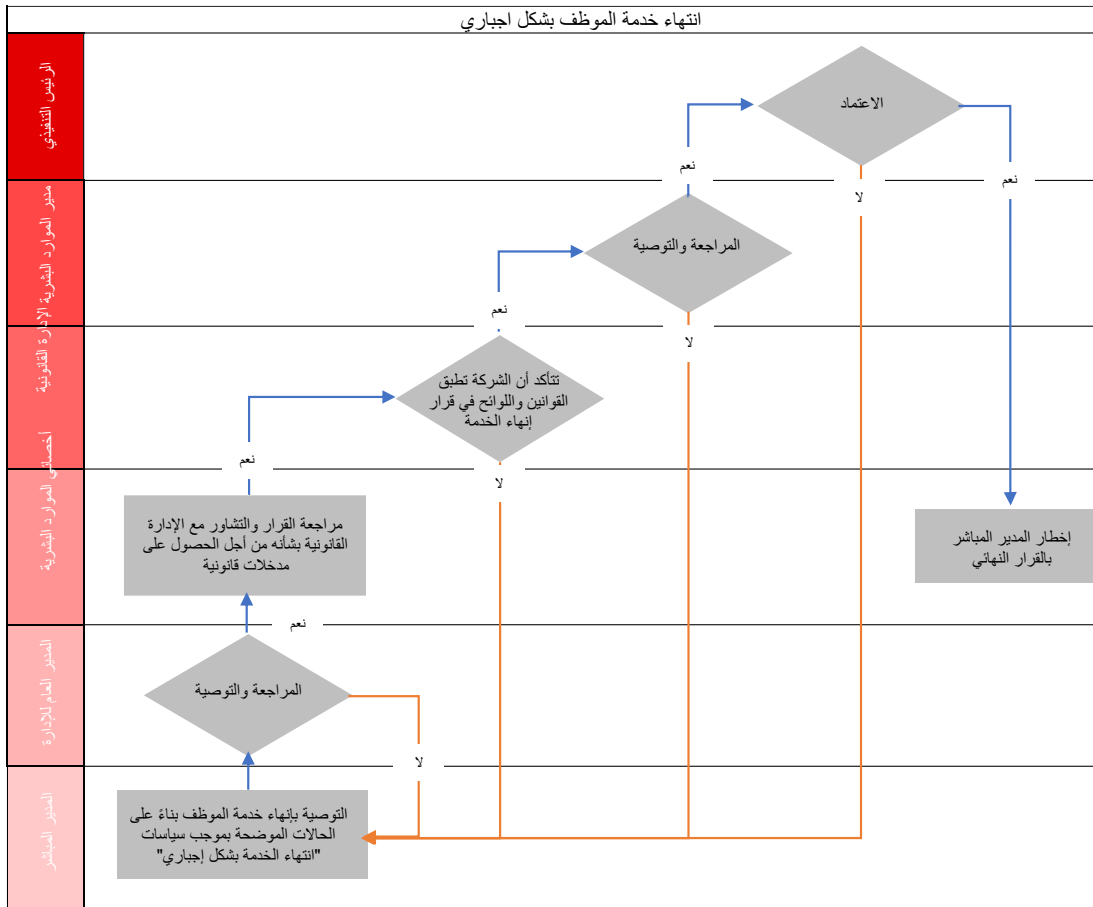 انتهاء خدمة الموظف بشكل اجباري
الرئيس التنفيذي
الاعتماد
نعم
نعم
لا
مدير الموارد البشرية
المراجعة والتوصية
نعم
لا
الإدارة القانونية
تتأكد أن الشركة تطبق
القوانين واللوائح في قرار
إنهاء الخدمة
نعم
لا
أخصائي الموارد البشرية
مراجعة القرار والتشاور مع الإدارة
القانونية بشأنه من أجل الحصول على
مدخلات قانونية
إخطار المدير المباشر
بالقرار النهائي
نعم
المدير العام للإدارة
المراجعة والتوصية
لا
المدير المباشر
التوصية بإنهاء خدمة الموظف بناءً على
الحالات الموضحة بموجب سياسات
"انتهاء الخدمة بشكل إجباري"